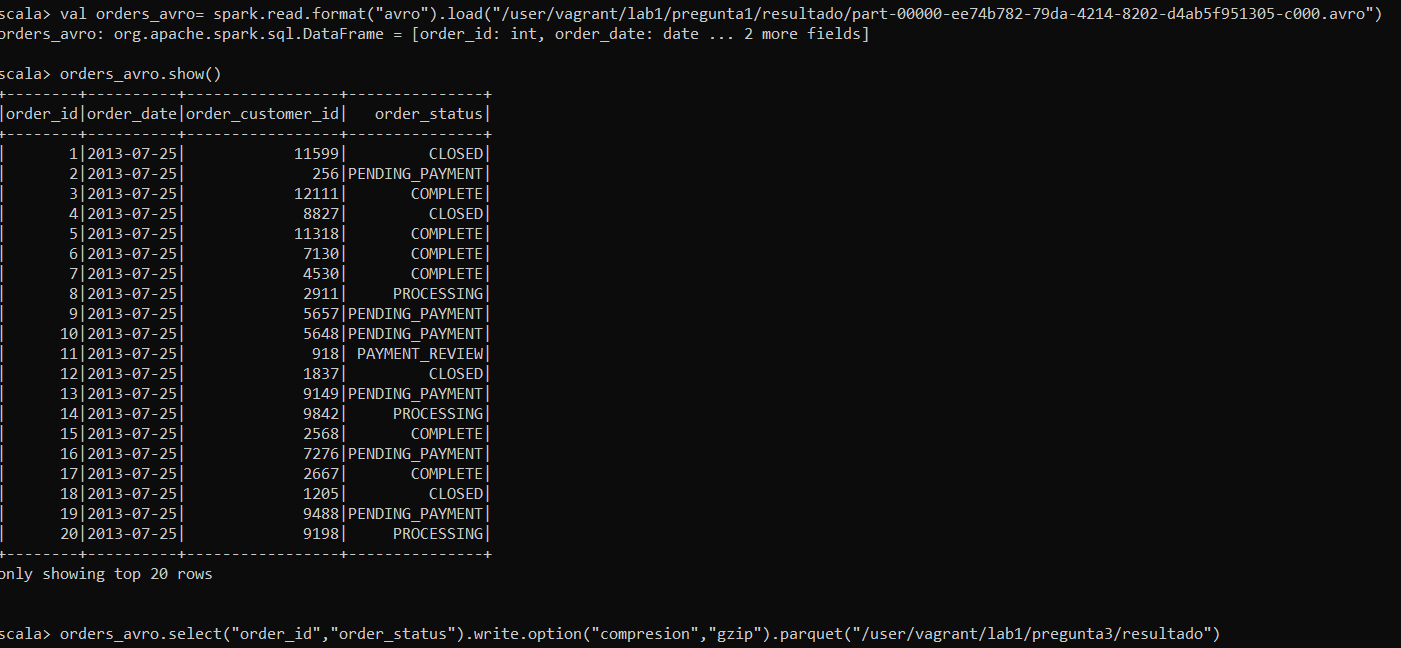 scala> val orders_avro= spark.read.format("avro").load("/user/vagrant/lab1/pregunta1/resultado/part-00000-ee74b782-79da-4214-8202-d4ab5f951305-c000.avro")
orders_avro: org.apache.spark.sql.DataFrame = [order_id: int, order_date: date ... 2 more fields]
scala> orders_avro.show()
+--------+----------+-----------------+---------------+
|order_id|order_date|order_customer_id|   order_status|
+--------+----------+-----------------+---------------+
|       1|2013-07-25|            11599|         CLOSED|
|       2|2013-07-25|              256|PENDING_PAYMENT|
|       3|2013-07-25|            12111|       COMPLETE|
|       4|2013-07-25|             8827|         CLOSED|
|       5|2013-07-25|            11318|       COMPLETE|
|       6|2013-07-25|             7130|       COMPLETE|
|       7|2013-07-25|             4530|       COMPLETE|
|       8|2013-07-25|             2911|     PROCESSING|
|       9|2013-07-25|             5657|PENDING_PAYMENT|
|      10|2013-07-25|             5648|PENDING_PAYMENT|
|      11|2013-07-25|              918| PAYMENT_REVIEW|
|      12|2013-07-25|             1837|         CLOSED|
|      13|2013-07-25|             9149|PENDING_PAYMENT|
|      14|2013-07-25|             9842|     PROCESSING|
|      15|2013-07-25|             2568|       COMPLETE|
|      16|2013-07-25|             7276|PENDING_PAYMENT|
|      17|2013-07-25|             2667|       COMPLETE|
|      18|2013-07-25|             1205|         CLOSED|
|      19|2013-07-25|             9488|PENDING_PAYMENT|
|      20|2013-07-25|             9198|     PROCESSING|
+--------+----------+-----------------+---------------+
only showing top 20 rows
scala> orders_avro.select("order_id","order_status").write.option("compresion","gzip").parquet("/user/vagrant/lab1/pregunta3/resultado")